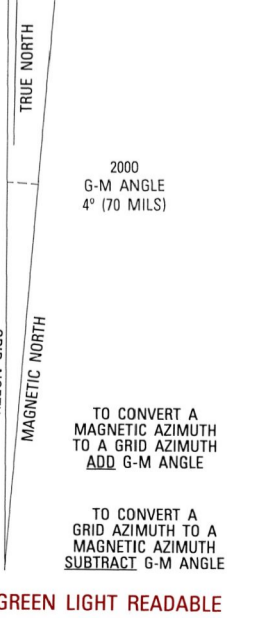 TRUE NORTH
2000
G-M ANGLE
4° (70 MILS)
MAGNETIC NORTH
TO CONVERT A
MAGNETIC AZIMUTH
TO A GRID AZIMUTH
ADD G-M ANGLE
TO CONVERT A
GRID AZIMUTH TO A
MAGNETIC AZIMUTH
SUBTRACT G-M ANGLE
GREEN LIGHT READABLE